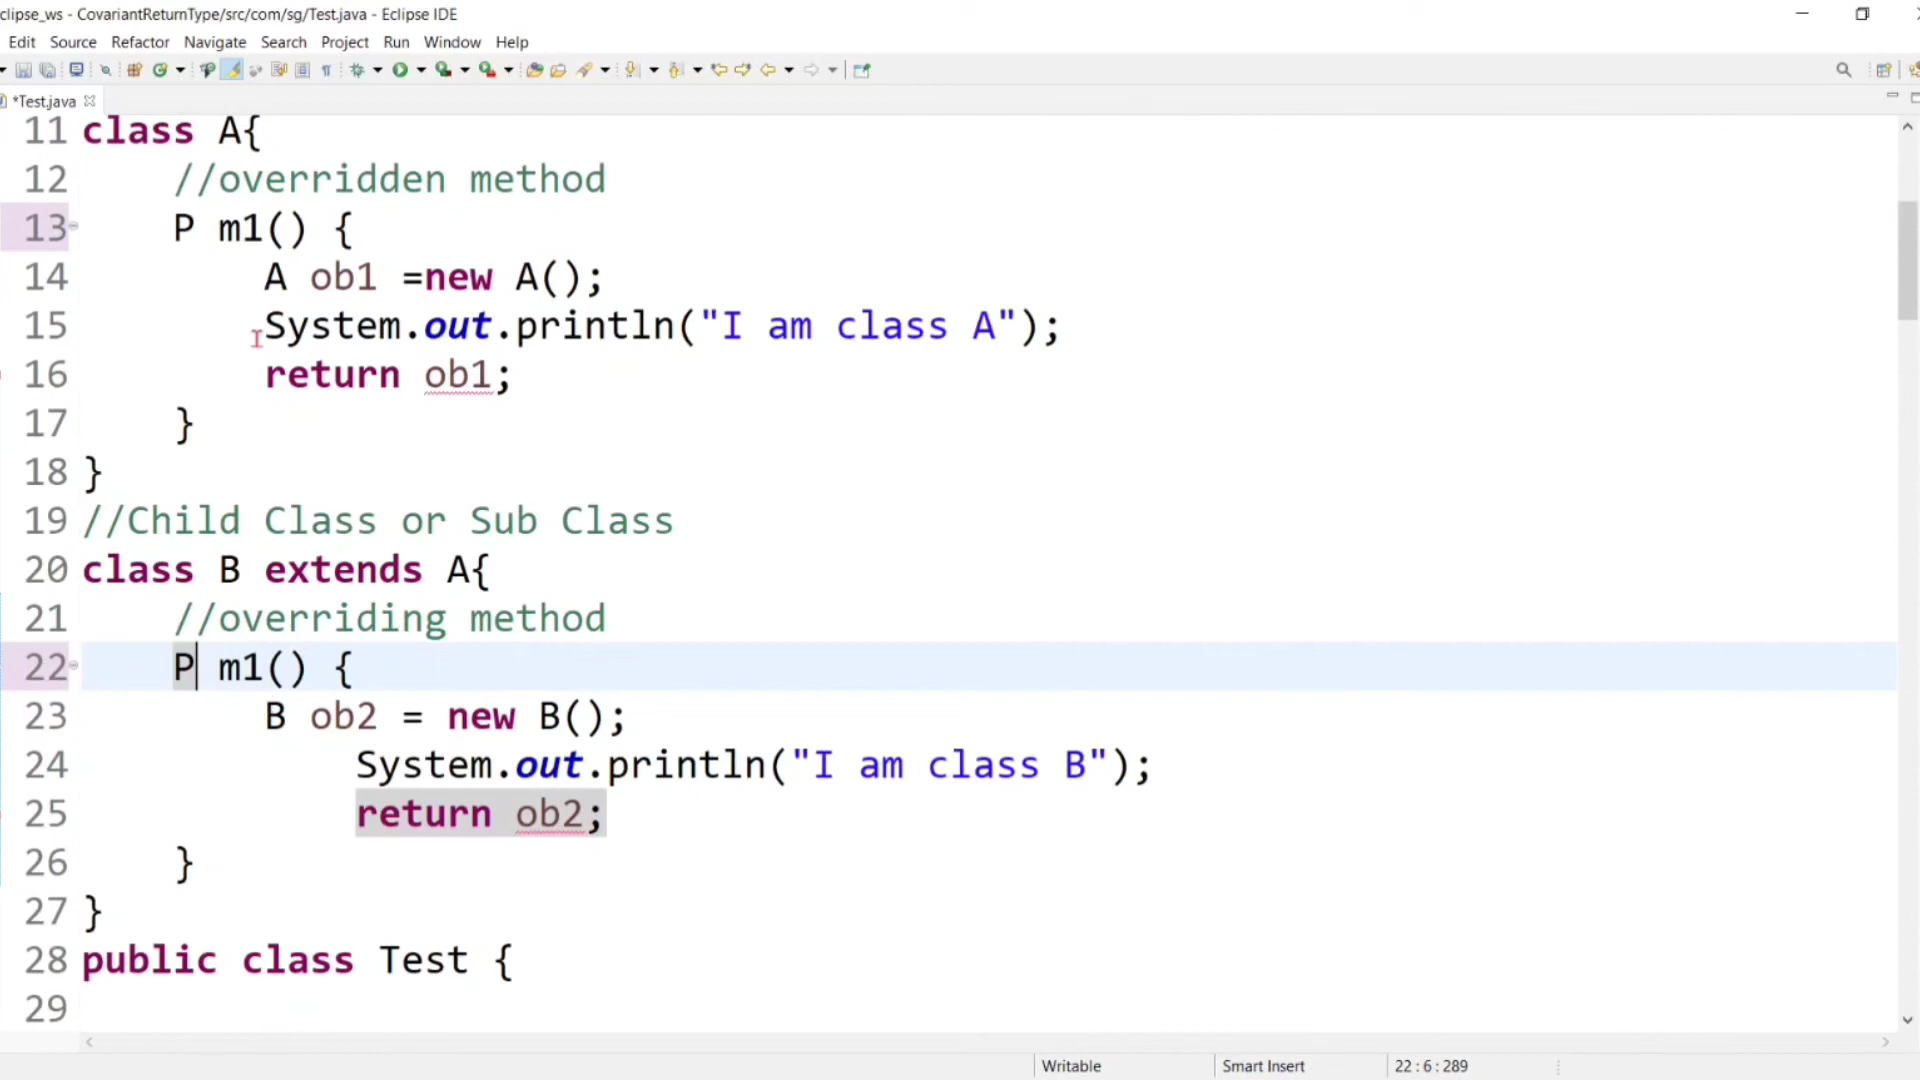 clipse_ws - CovariantReturnType/src/com/sg/Test.java - Eclipse IDE
Edit Source Refactor Navigate Search Project Run Window Help
*Test.java
11 class A{
12 //overridden method
13 P m1() {
14 A ob1 =new A();
15 System.out.println("I am class A");
16 return ob1;
17 }
18 }
19 //Child Class or Sub Class
20 class B extends A{
21 //overriding method
22 P m1() {
23 B ob2 = new B();
24 System.out.println("I am class B");
25 return ob2;
26 }
27 }
28 public class Test {
29
Writable Smart Insert 22 : 6 : 289